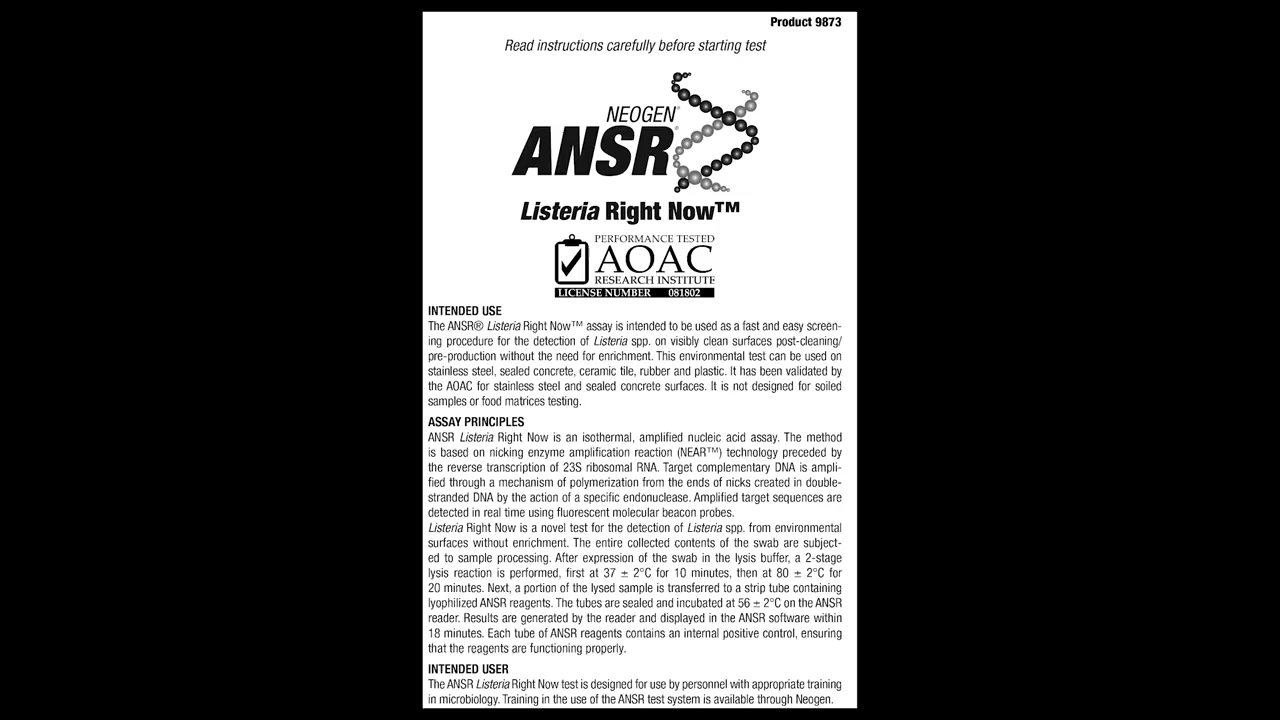 Product 9873
Read instructions carefully before starting test
NEOGEN®
ANSR®
Listeria Right Now™
PERFORMANCE TESTED
AOAC
RESEARCH INSTITUTE
LICENSE NUMBER 081802
INTENDED USE
The ANSR® Listeria Right Now™ assay is intended to be used as a fast and easy screen-
ing procedure for the detection of Listeria spp. on visibly clean surfaces post-cleaning/
pre-production without the need for enrichment. This environmental test can be used on
stainless steel, sealed concrete, ceramic tile, rubber and plastic. It has been validated by
the AOAC for stainless steel and sealed concrete surfaces. It is not designed for soiled
samples or food matrices testing.
ASSAY PRINCIPLES
ANSR Listeria Right Now is an isothermal, amplified nucleic acid assay. The method
is based on nicking enzyme amplification reaction (NEAR™) technology preceded by
the reverse transcription of 23S ribosomal RNA. Target complementary DNA is ampli-
fied through a mechanism of polymerization from the ends of nicks created in double-
stranded DNA by the action of a specific endonuclease. Amplified target sequences are
detected in real time using fluorescent molecular beacon probes.
Listeria Right Now is a novel test for the detection of Listeria spp. from environmental
surfaces without enrichment. The entire collected contents of the swab are subject-
ed to sample processing. After expression of the swab in the lysis buffer, a 2-stage
lysis reaction is performed, first at 37 ± 2°C for 10 minutes, then at 80 ± 2°C for
20 minutes. Next, a portion of the lysed sample is transferred to a strip tube containing
lyophilized ANSR reagents. The tubes are sealed and incubated at 56 ± 2°C on the ANSR
reader. Results are generated by the reader and displayed in the ANSR software within
18 minutes. Each tube of ANSR reagents contains an internal positive control, ensuring
that the reagents are functioning properly.
INTENDED USER
The ANSR Listeria Right Now test is designed for use by personnel with appropriate training
in microbiology. Training in the use of the ANSR test system is available through Neogen.